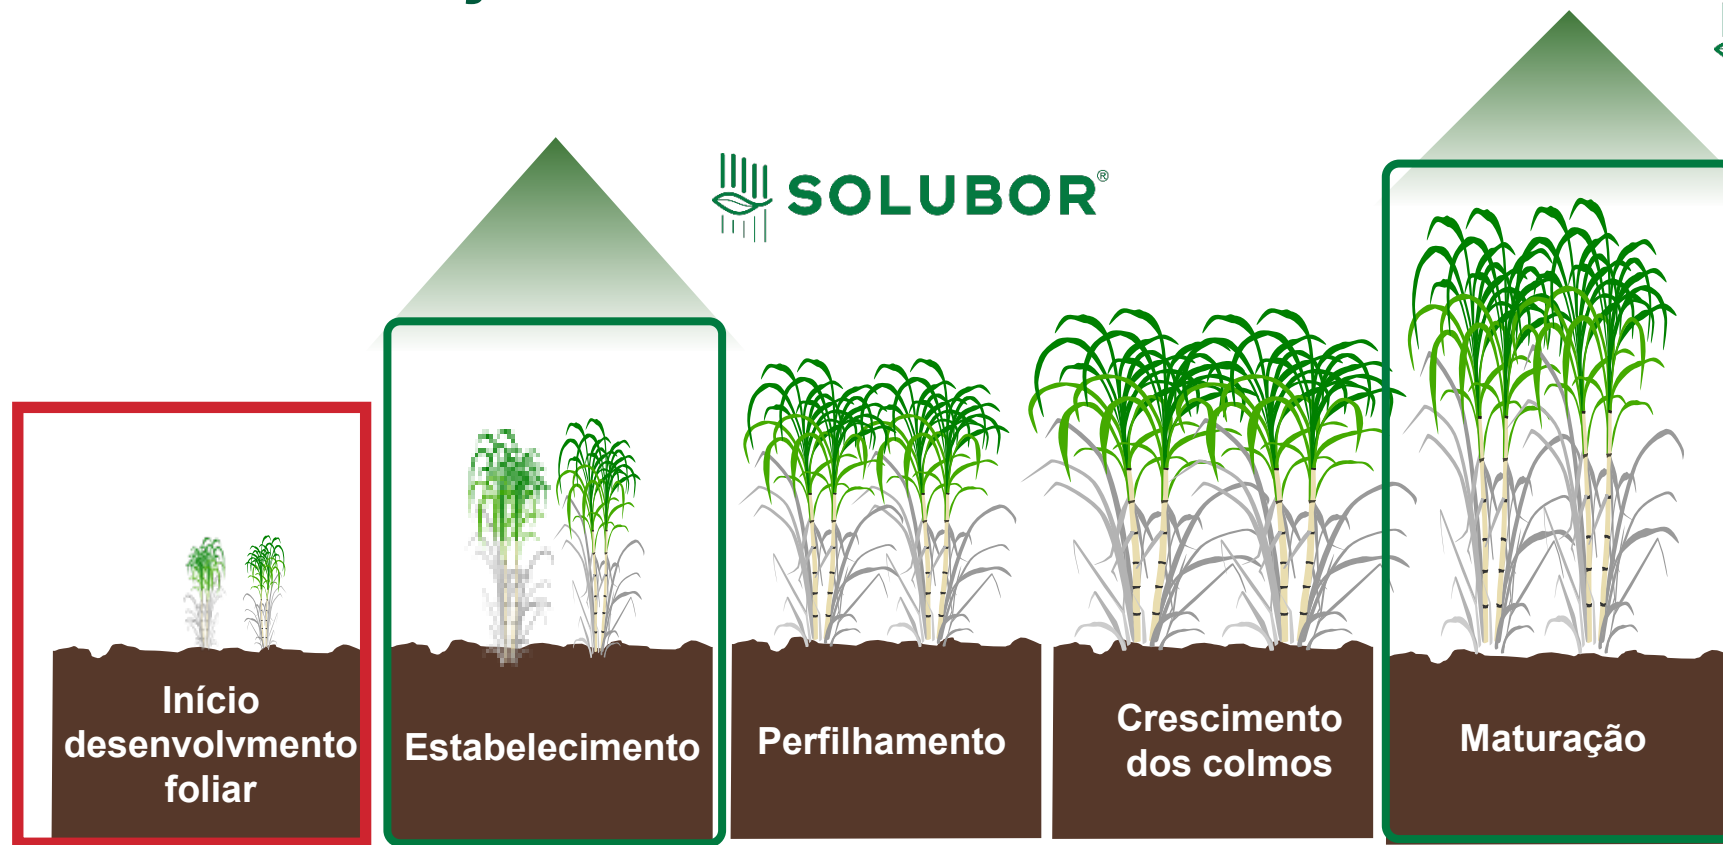 SOLUBOR®
Início
desenvolvmento
foliar
Estabelecimento
Perfilhamento
Crescimento
dos colmos
Maturação